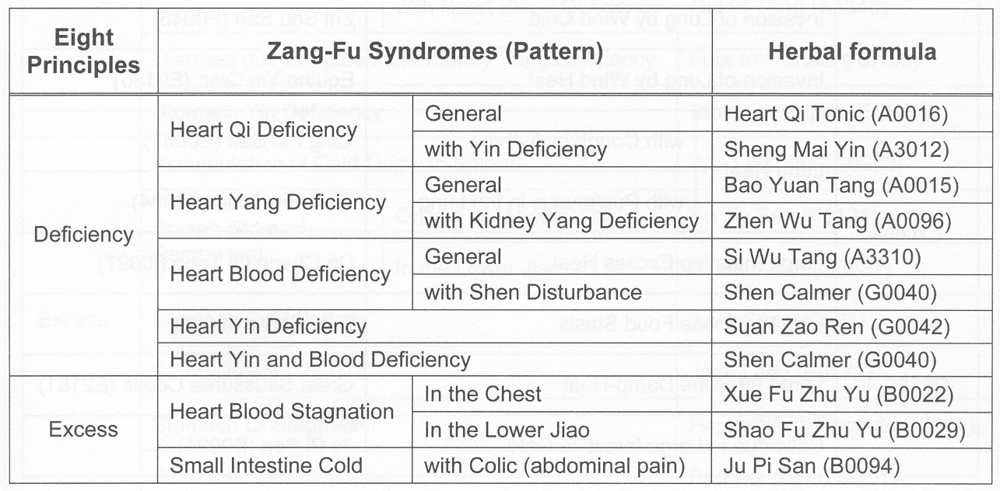 Eight Principles	Zang-Fu Syndromes (Pattern)	Herbal formula
Deficiency	Heart Qi Deficiency	General	Heart Qi Tonic (A0016)
with Yin Deficiency	Sheng Mai Yin (A3012)
Heart Yang Deficiency	General	Bao Yuan Tang (A0015)
with Kidney Yang Deficiency	Zhen Wu Tang (A0096)
Heart Blood Deficiency	General	Si Wu Tang (A3310)
with Shen Disturbance	Shen Calmer (G0040)
Heart Yin Deficiency	Suan Zao Ren (G0042)
Heart Yin and Blood Deficiency	Shen Calmer (G0040)
Excess	Heart Blood Stagnation	In the Chest	Xue Fu Zhu Yu (B0022)
In the Lower Jiao	Shao Fu Zhu Yu (B0029)
Small Intestine Cold	with Colic (abdominal pain)	Ju Pi San (B0094)